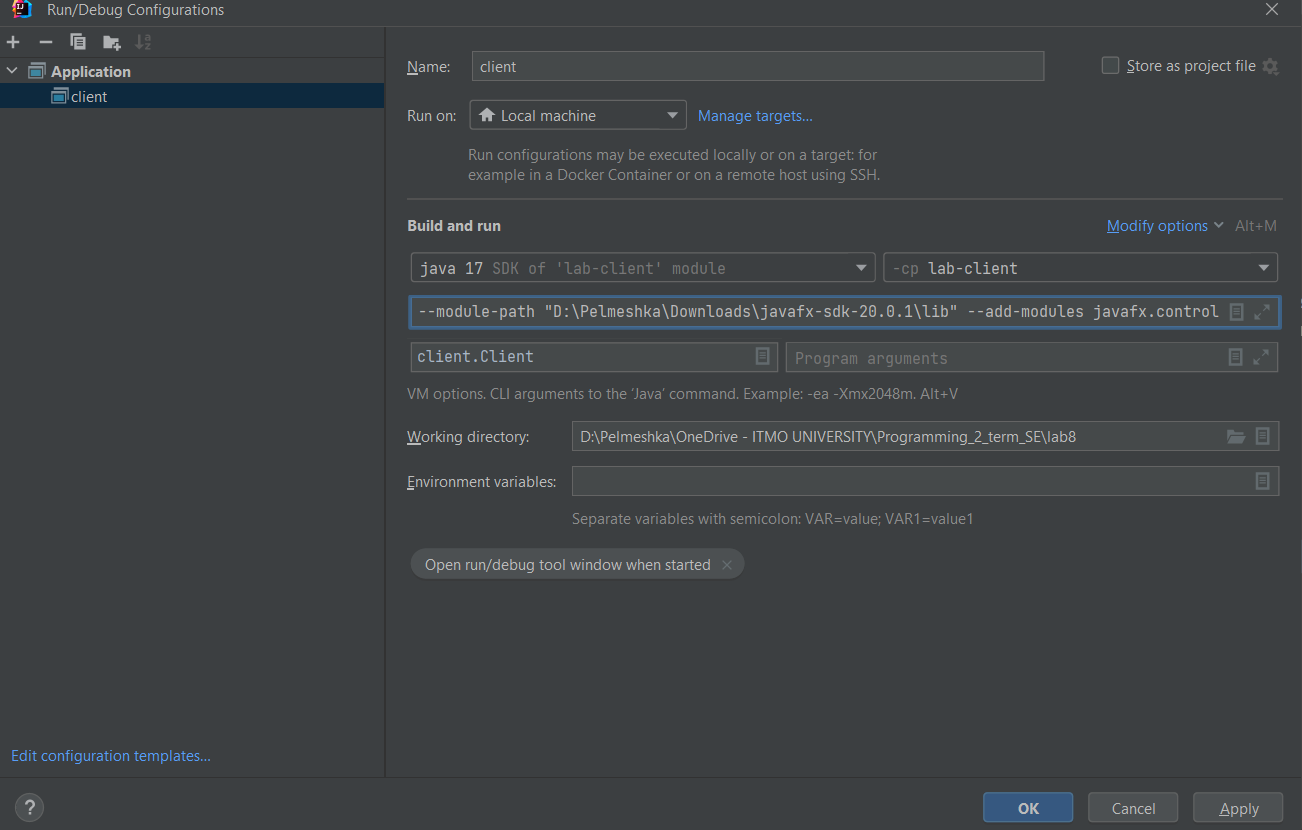 Run/Debug Configurations
Application
client
Name: client Store as project file
Run on: Local machine Manage targets...
Run configurations may be executed locally or on a target: for
example in a Docker Container or on a remote host using SSH.
Build and run Modify options Alt+M
java 17 SDK of 'lab-client' module -cp lab-client
--module-path "D:\Pelmeshka\Downloads\javafx-sdk-20.0.1\lib" --add-modules javafx.control
client.Client Program arguments
VM options. CLI arguments to the 'Java' command. Example: -ea -Xmx2048m. Alt+V
Working directory: D:\Pelmeshka\OneDrive - ITMO UNIVERSITY\Programming_2_term_SE\lab8
Environment variables:
Separate variables with semicolon: VAR=value; VAR1=value1
Open run/debug tool window when started
Edit configuration templates...
? OK Cancel Apply